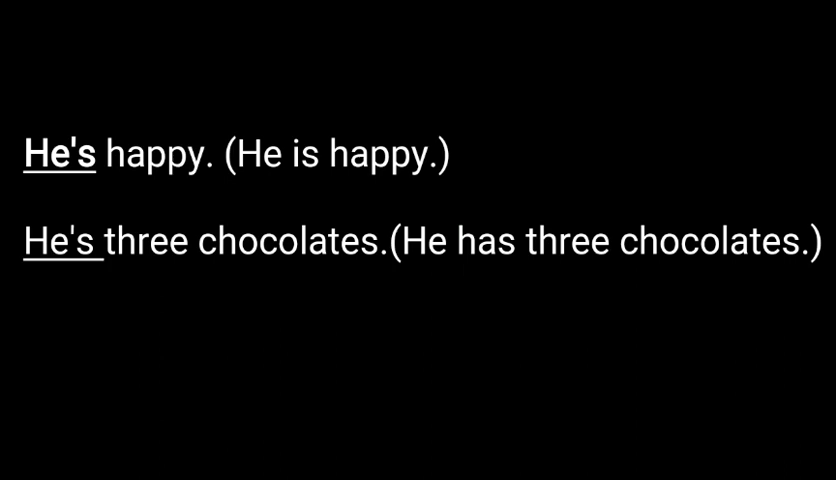 He's happy. (He is happy.)
He's three chocolates.(He has three chocolates.)